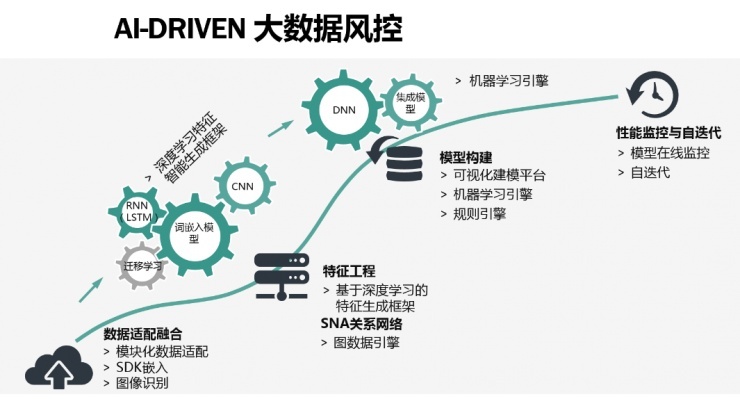 AI-DRIVEN 大数据风控
> 机器学习引擎
DNN
集成模
型
> 深度学习特征
智能生成框架
CNN
RNN
(LSTM)
词嵌入模
型
迁移学习
性能监控与自迭代
> 模型在线监控
> 自迭代
模型构建
> 可视化建模平台
> 机器学习引擎
> 规则引擎
特征工程
> 基于深度学习的
特征生成框架
SNA关系网络
> 图数据引擎
数据适配融合
> 模块化数据适配
> SDK嵌入
> 图像识别